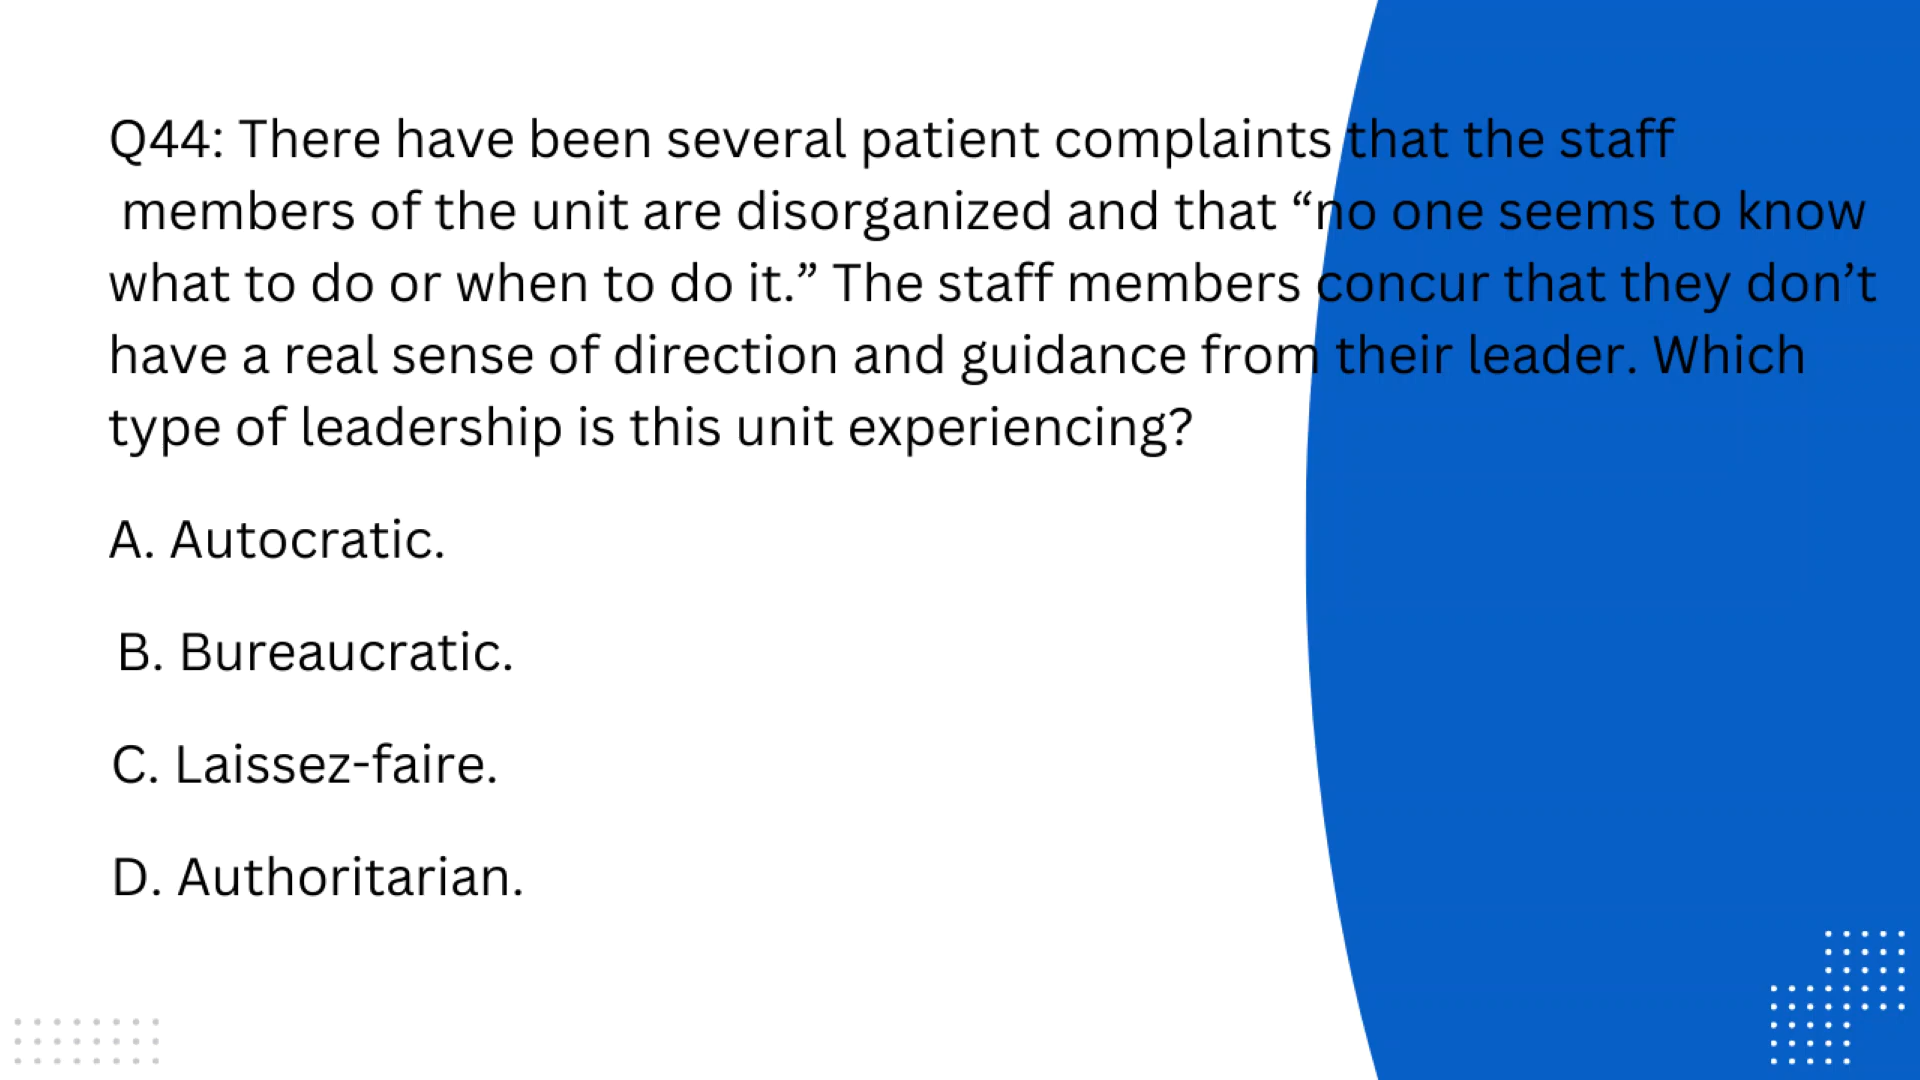 Q44: There have been several patient complaints that the staff
members of the unit are disorganized and that “no one seems to know
what to do or when to do it.” The staff members concur that they don’t
have a real sense of direction and guidance from their leader. Which
type of leadership is this unit experiencing?
A. Autocratic.
B. Bureaucratic.
C. Laissez-faire.
D. Authoritarian.